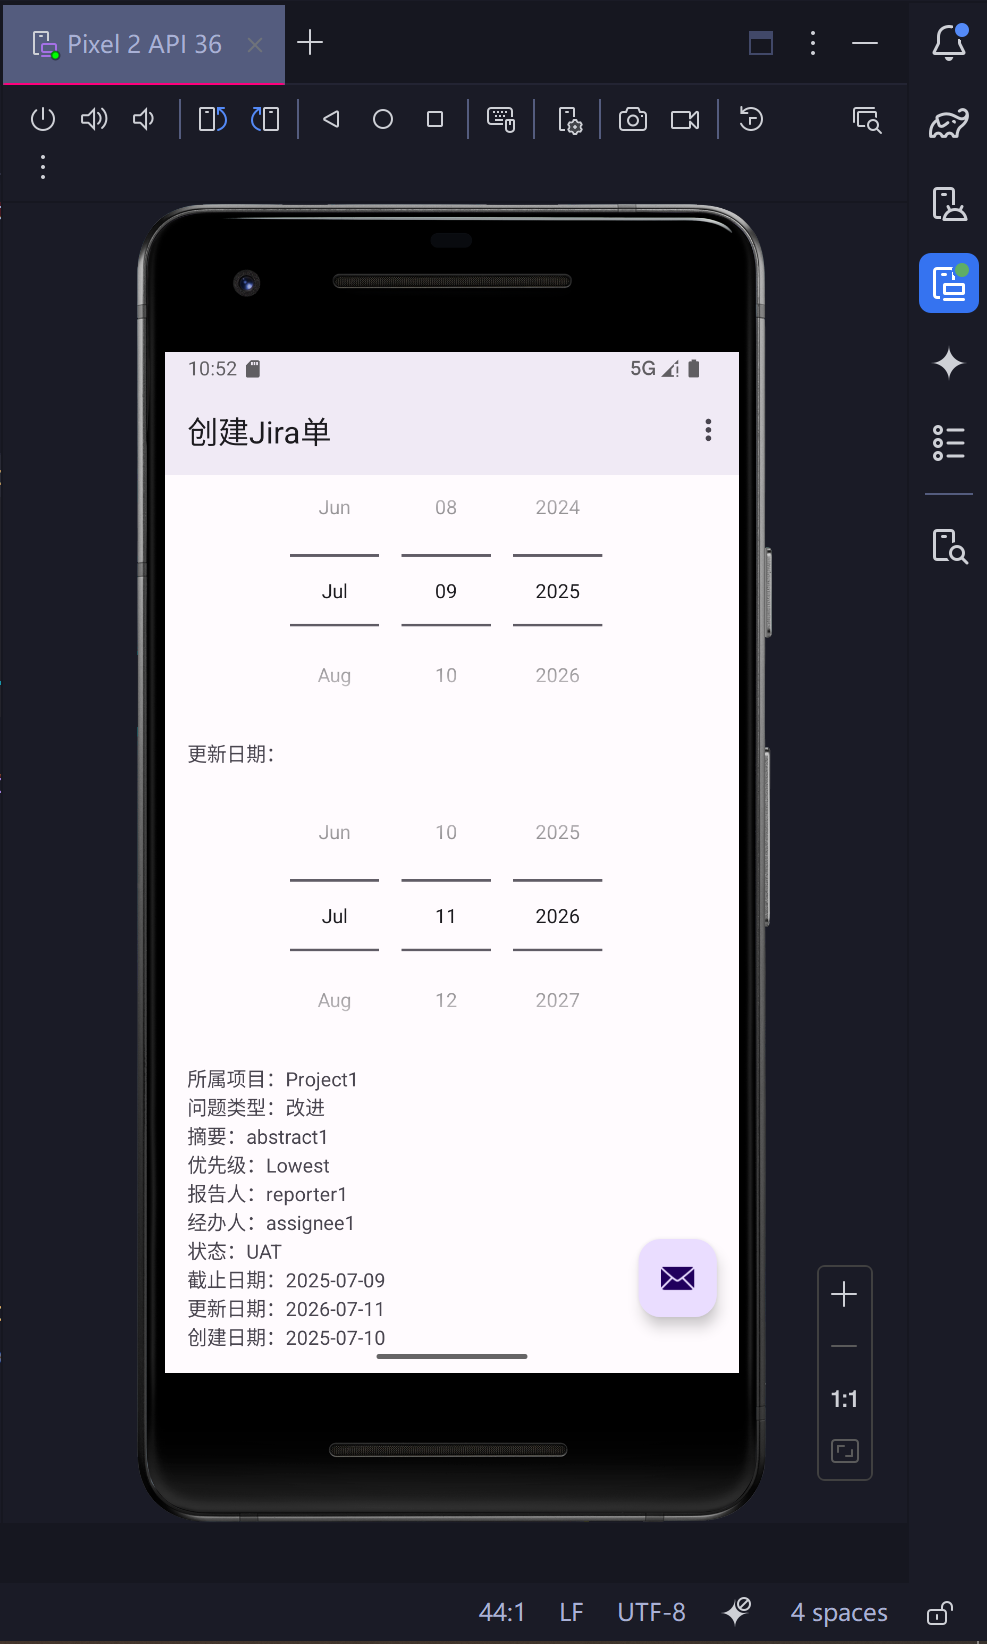 Pixel 2 API 36
10:52
5G
创建Jira单
Jun 08 2024
Jul 09 2025
Aug 10 2026
更新日期：
Jun 10 2025
Jul 11 2026
Aug 12 2027
所属项目：Project1
问题类型：改进
摘要：abstract1
优先级：Lowest
报告人：reporter1
经办人：assignee1
状态：UAT
截止日期：2025-07-09
更新日期：2026-07-11
创建日期：2025-07-10
1:1
44:1 LF UTF-8 4 spaces